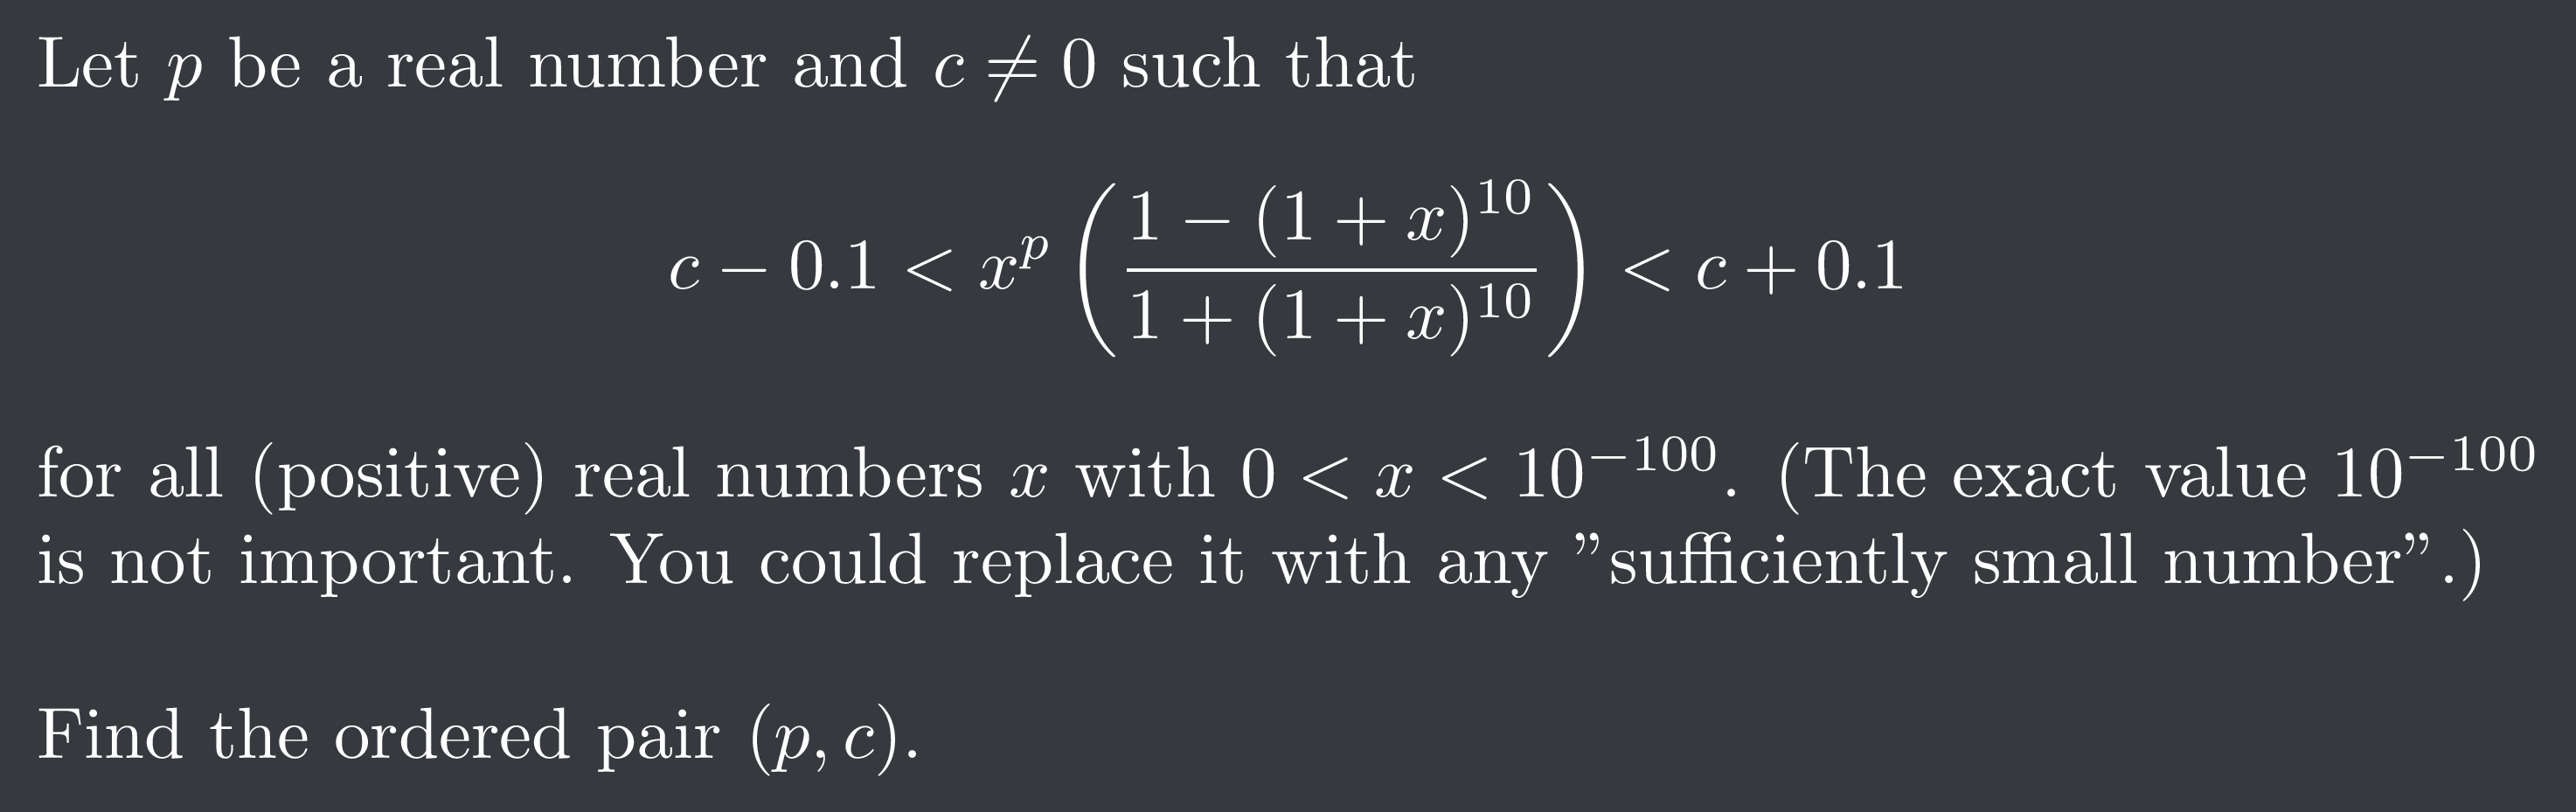 Let p be a real number and c ≠ 0 such that
c − 0.1 < x^p ( (1 − (1 + x)^10) / (1 + (1 + x)^10) ) < c + 0.1
for all (positive) real numbers x with 0 < x < 10^−100. (The exact value 10^−100
is not important. You could replace it with any ”sufficiently small number”.)
Find the ordered pair (p, c).